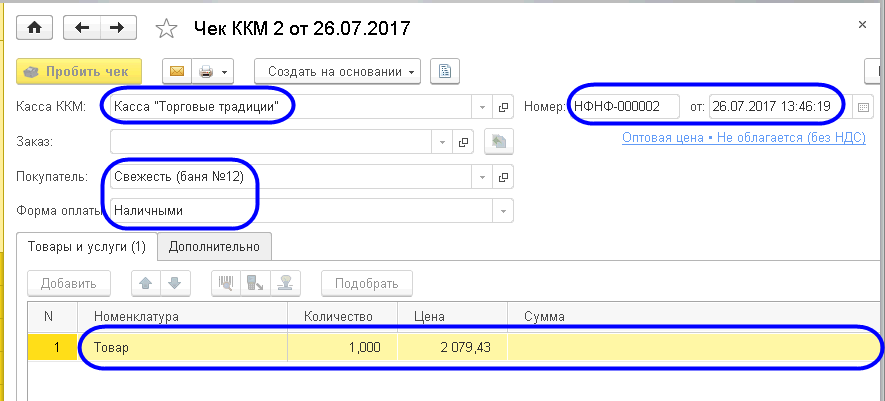 Чек ККМ 2 от 26.07.2017
Пробить чек
Создать на основании
Касса ККМ: Касса "Торговые традиции" Номер: НФНФ-000002 от: 26.07.2017 13:46:19
Заказ: Оптовая цена • Не облагается (без НДС)
Покупатель: Свежесть (баня №12)
Форма оплаты Наличными
Товары и услуги (1) Дополнительно
Добавить Подобрать
N Номенклатура Количество Цена Сумма
1 Товар 1,000 2 079,43